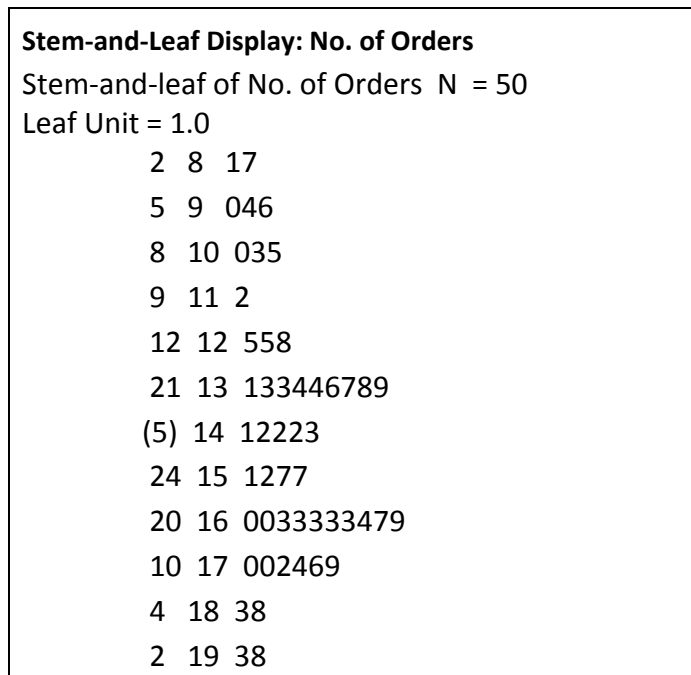 Stem-and-Leaf Display: No. of Orders
Stem-and-leaf of No. of Orders N = 50
Leaf Unit = 1.0
2 8 17
5 9 046
8 10 035
9 11 2
12 12 558
21 13 133446789
(5) 14 12223
24 15 1277
20 16 0033333479
10 17 002469
4 18 38
2 19 38